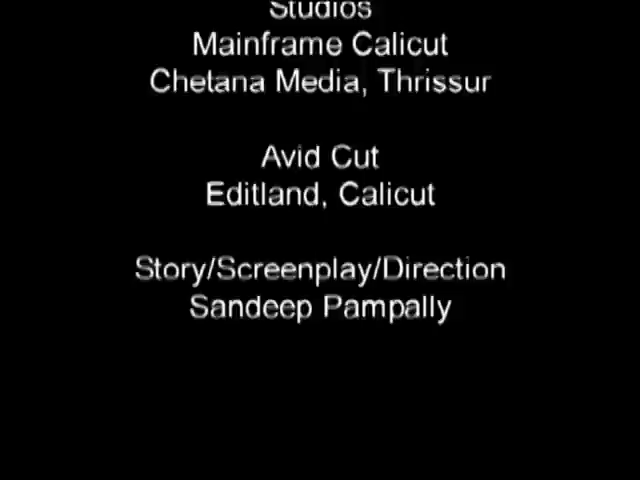 Studios
Mainframe Calicut
Chetana Media, Thrissur
Avid Cut
Editland, Calicut
Story/Screenplay/Direction
Sandeep Pampally